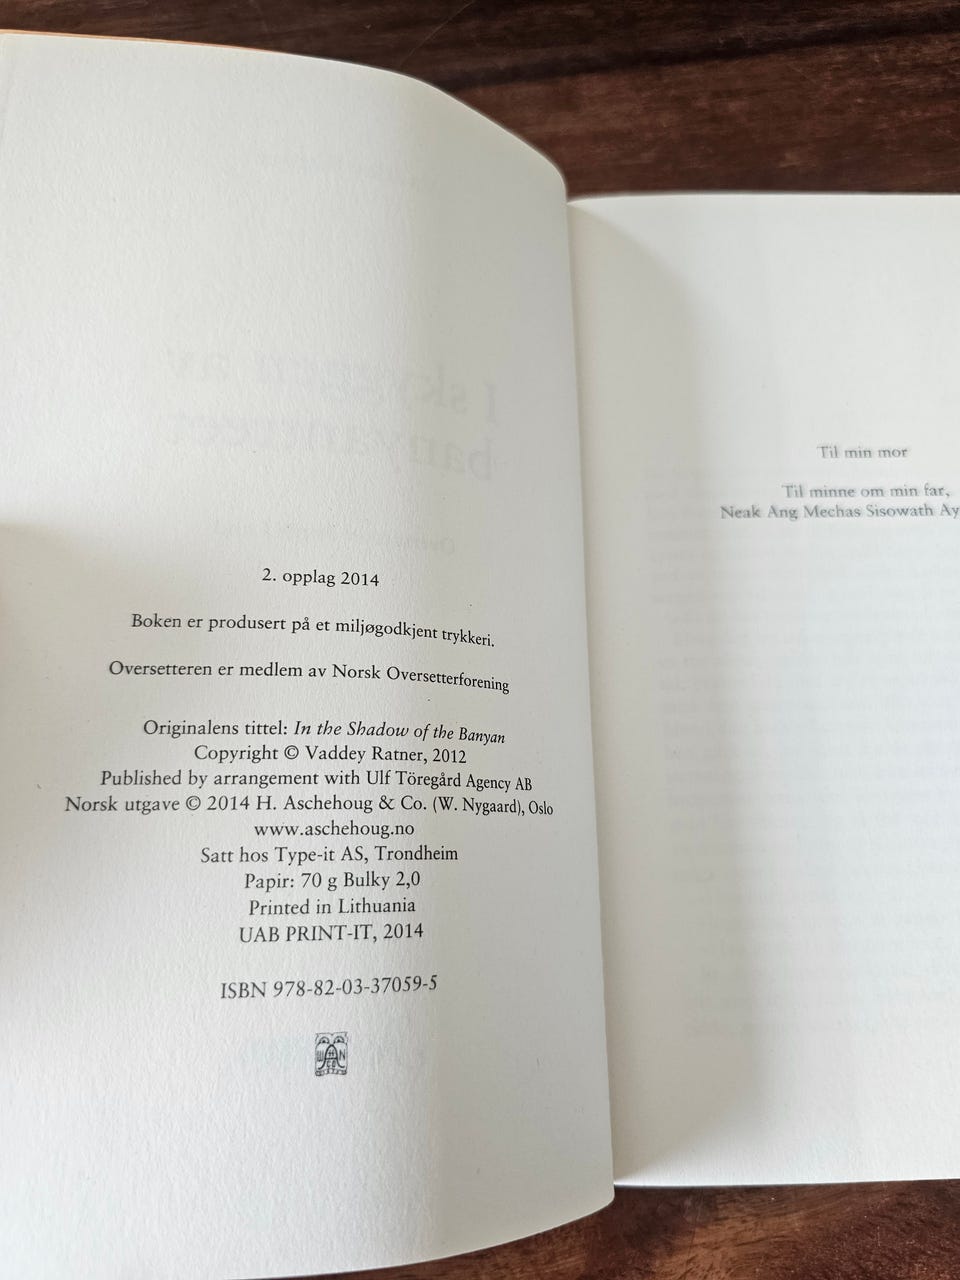 2. opplag 2014
Boken er produsert på et miljøgodkjent trykkeri.
Oversetteren er medlem av Norsk Oversetterforening
Originalens tittel: In the Shadow of the Banyan
Copyright © Vaddey Ratner, 2012
Published by arrangement with Ulf Töregård Agency AB
Norsk utgave © 2014 H. Aschehoug & Co. (W. Nygaard), Oslo
www.aschehoug.no
Satt hos Type-it AS, Trondheim
Papir: 70 g Bulky 2,0
Printed in Lithuania
UAB PRINT-IT, 2014
ISBN 978-82-03-37059-5
Til min mor
Til minne om min far,
Neak Ang Mechas Sisowath Ay